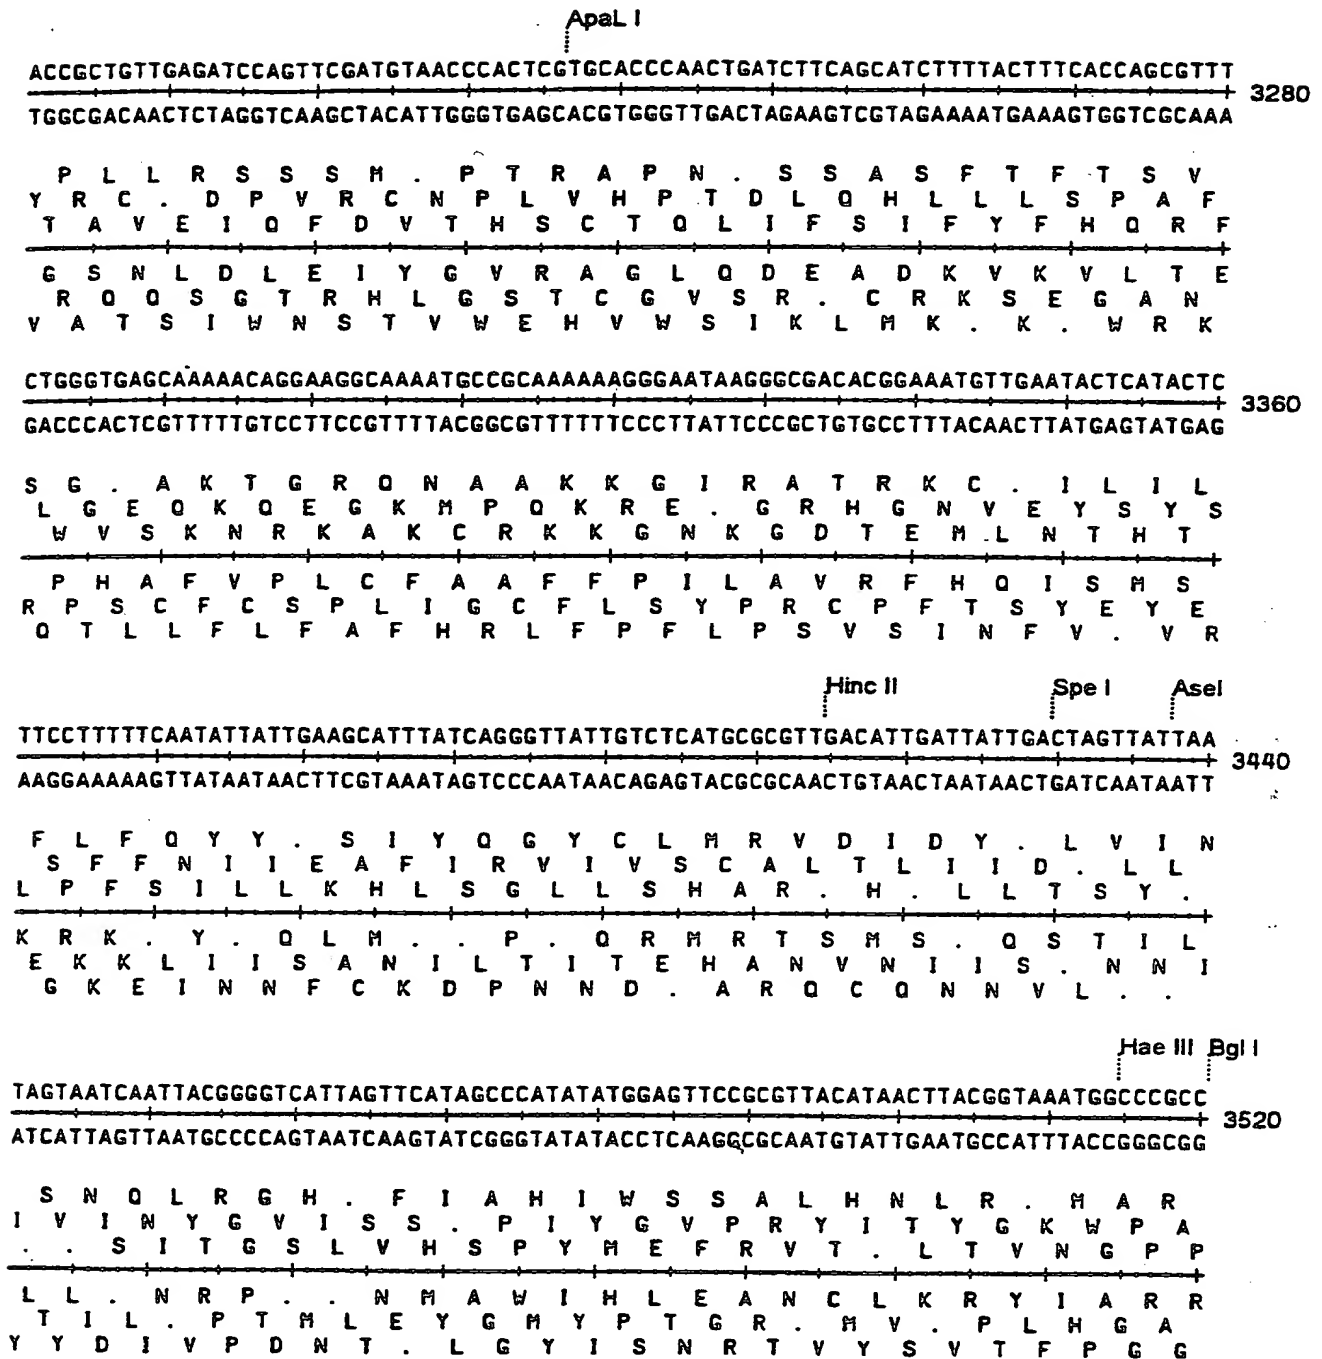 ApaL I
ACCGCTGTTGAGATCCAGTTCGATGTAACCCACTCGTGCACCCAACTGATCTTCAGCATCTTTTACTTTCACCAGCGTTT
3280
TGGCGACAACTCTAGGTCAAGCTACATTGGGTGAGCACGTGGGTTGACTAGAAGTCGTAGAAAATGAAAGTGGTCGCAAA
P L L R S S S M . P T R A P N . S S A S F T F T S V
Y R C . D P V R C N P L V H P T D L Q H L L L S P A F
T A V E I Q F D V T H S C T Q L I F S I F Y F H Q R F
G S N L D L E I Y G V R A G L Q D E A D K V K V L T E
R Q Q S G T R H L G S T C G V S R . C R K S E G A N
V A T S I W N S T V W E H V W S I K L M K . K . W R K
CTGGGTGAGCAAAAACAGGAAGGCAAAATGCCGCAAAAAAGGGAATAAGGGCGACACGGAAATGTTGAATACTCATACTC
3360
GACCCACTCGTTTTTGTCCTTCCGTTTTACGGCGTTTTTTCCCTTATTCCCGCTGTGCCTTTACAACTTATGAGTATGAG
S G . A K T G R Q N A A K K G I R A T R K C . I L I L
L G E Q K Q E G K M P Q K R E . G R H G N V E Y S Y S
W V S K N R K A K C R K K G N K G D T E M L N T H T
P H A F V P L C F A A F F P I L A V R F H Q I S M S
R P S C F C S P L I G C F L S Y P R C P F T S Y E Y E
Q T L L F L F A F H R L F P F L P S V S I N F V . V R
Hinc II Spe I AseI
TTCCTTTTTCAATATTATTGAAGCATTTATCAGGGTTATTGTCTCATGCGCGTTGACATTGATTATTGACTAGTTATTAA
3440
AAGGAAAAAGTTATAATAACTTCGTAAATAGTCCCAATAACAGAGTACGCGCAACTGTAACTAATAACTGATCAATAATT
F L F Q Y Y . S I Y Q G Y C L M R V D I D Y . L V I N
S F F N I I E A F I R V I V S C A L T L I I D . L L
L P F S I L L K H L S G L L S H A R . H . L L T S Y .
K R K . Y . Q L M . . P . Q R M R T S M S . Q S T I L
E K K L I I S A N I L T I T E H A N V N I I S . N N I
G K E I N N F C K D P N N D . A R Q C Q N N V L . .
Hae III Bgl I
TAGTAATCAATTACGGGGTCATTAGTTCATAGCCCATATATGGAGTTCCGCGTTACATAACTTACGGTAAATGGCCCGCC
3520
ATCATTAGTTAATGCCCCAGTAATCAAGTATCGGGTATATACCTCAAGGCGCAATGTATTGAATGCCATTTACCGGGCGG
S N Q L R G H . F I A H I W S S A L H N L R . M A R
I V I N Y G V I S S . P I Y G V P R Y I T Y G K W P A
. . S I T G S L V H S P Y M E F R V T . L T V N G P P
L L . N R P . . N M A W I H L E A N C L K R Y I A R R
T I L . P T M L E Y G M Y P T G R . M V . P L H G A
Y Y D I V P D N T . L G Y I S N R T V Y S V T F P G G